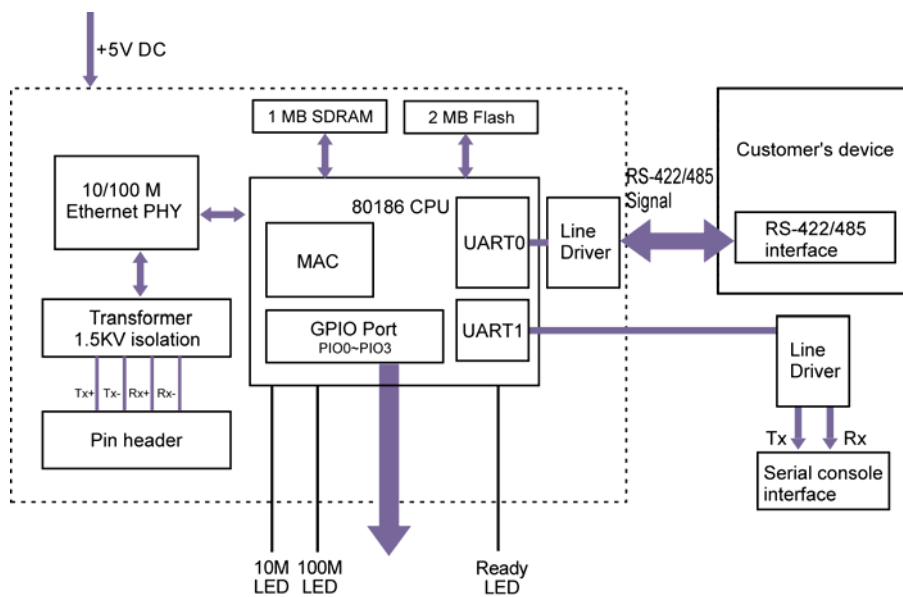 +5V DC
1 MB SDRAM
2 MB Flash
10/100 M
Ethernet PHY
80186 CPU
MAC
UART0
Line
Driver
RS-422/485
Signal
Customer's device
RS-422/485
interface
Transformer
1.5KV isolation
GPIO Port
PIO0~PIO3
UART1
Tx+
Tx-
Rx+
Rx-
Pin header
Line
Driver
Tx
Rx
Serial console
interface
10M
LED
100M
LED
Ready
LED